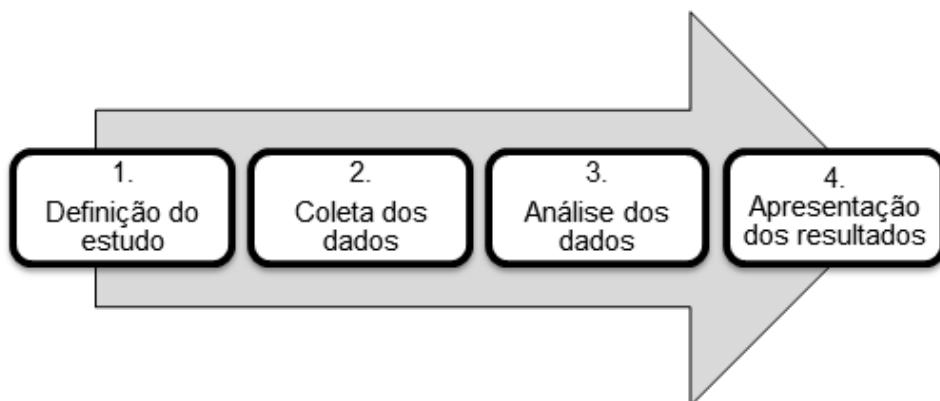 1.
Definição do
estudo
2.
Coleta dos
dados
3.
Análise dos
dados
4.
Apresentação
dos resultados